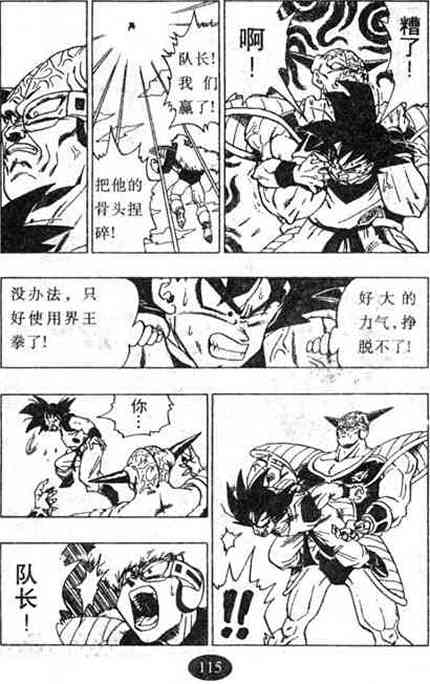 糟了！
啊！
队长！
我们
赢了！
把他的
骨头捏
碎！
好大的
力气，挣
脱不了！
没办法，只
好使用界王
拳了！
!!
你…
队长！
115